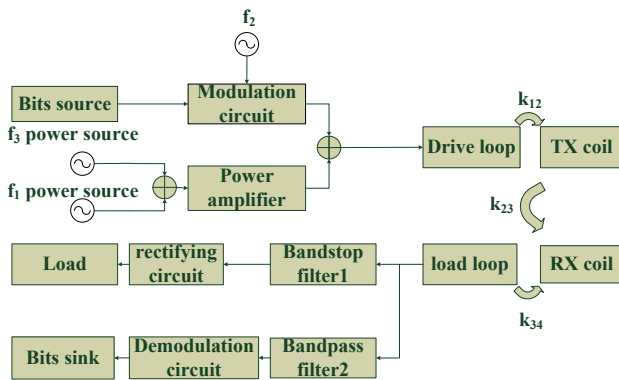 f2
Bits source
Modulation
circuit
f3 power source
k12
Drive loop
TX coil
Power
amplifier
f1 power source
k23
Load
rectifying
circuit
Bandstop
filter1
load loop
RX coil
k34
Bits sink
Demodulation
circuit
Bandpass
filter2